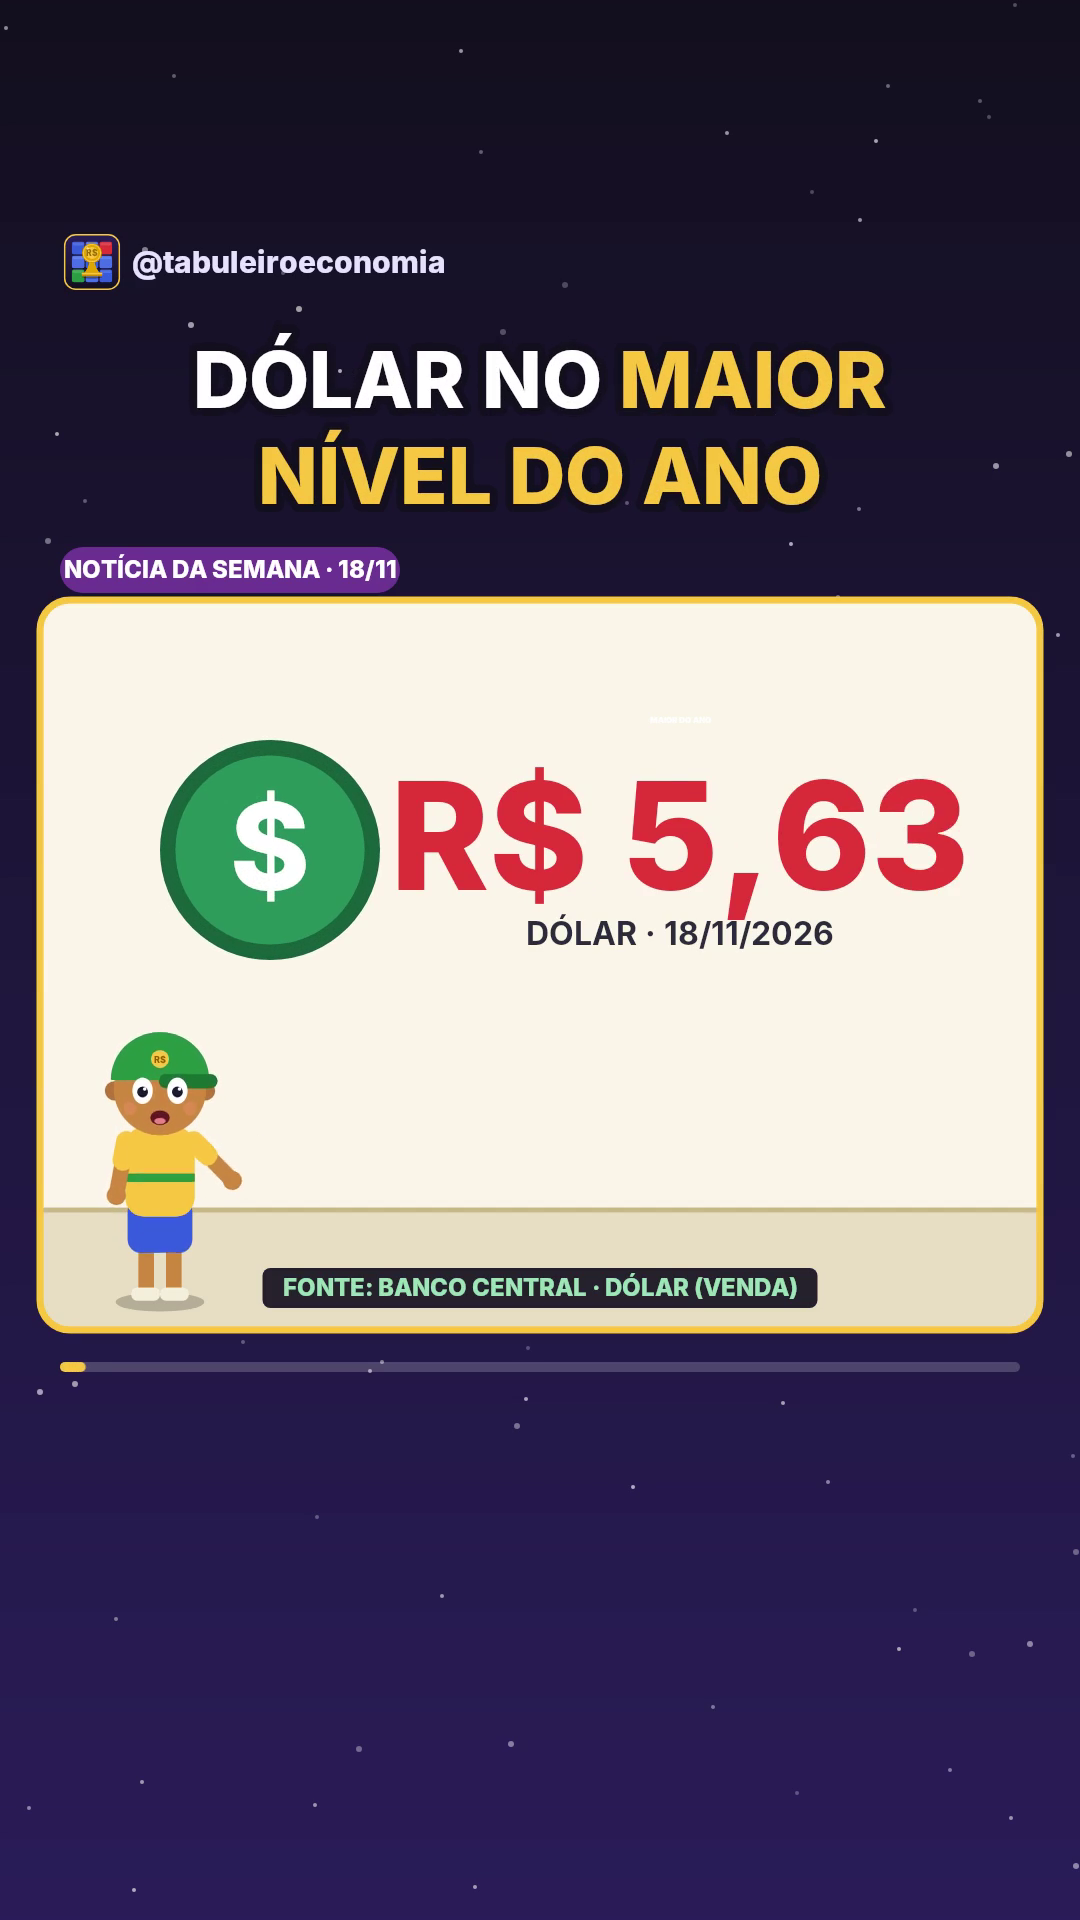 @tabuleiroeconomia
DÓLAR NO MAIOR
NÍVEL DO ANO
NOTÍCIA DA SEMANA · 18/11
$
R$ 5,63
DÓLAR · 18/11/2026
R$
FONTE: BANCO CENTRAL · DÓLAR (VENDA)